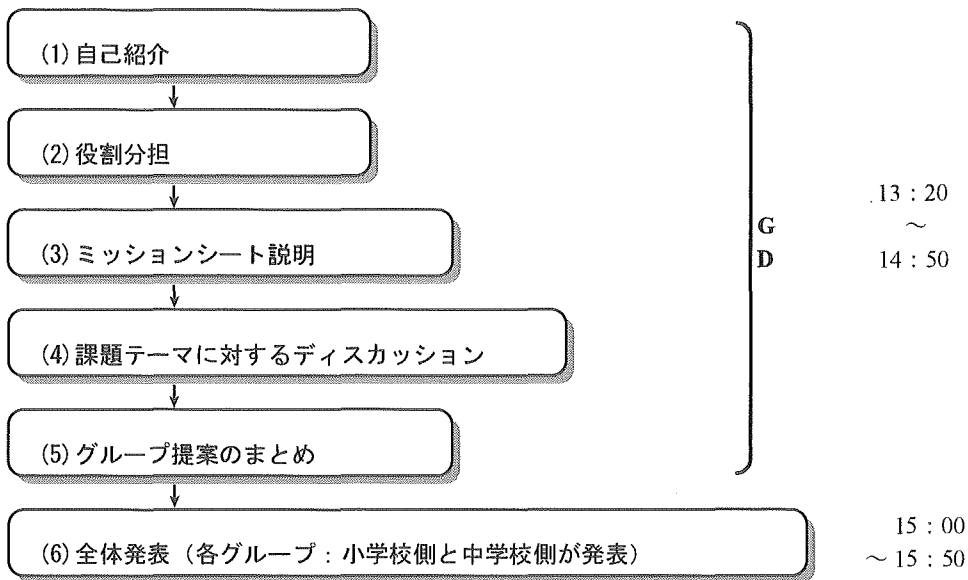 (1) 自己紹介
(2) 役割分担
(3) ミッションシート説明
(4) 課題テーマに対するディスカッション
(5) グループ提案のまとめ
G
D
13:20
~
14:50
(6) 全体発表(各グループ:小学校側と中学校側が発表)
15:00
~15:50